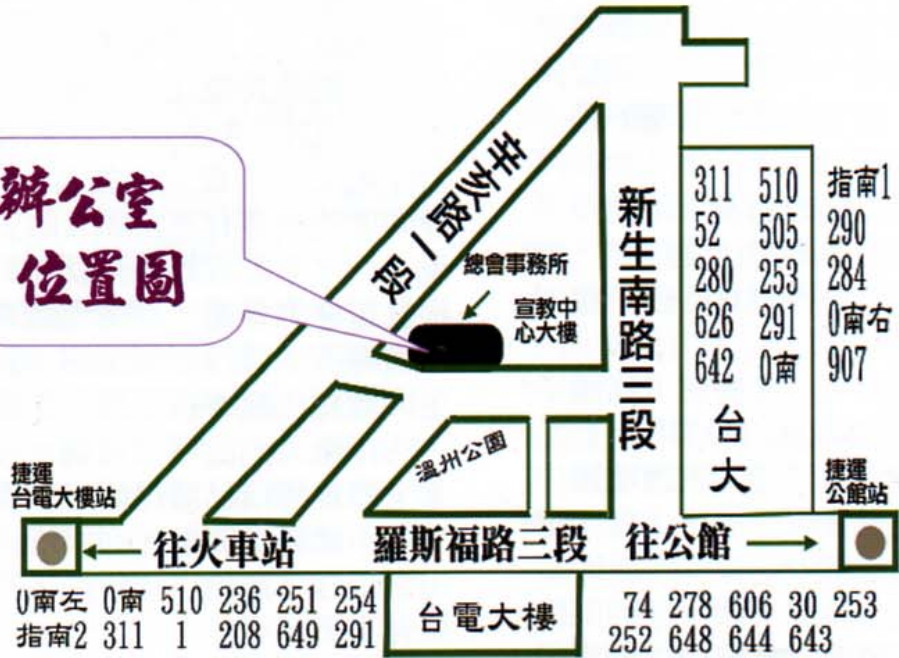 辦公室
位置圖
辛亥路一段
總會事務所
宣教中
心大樓
新生南路三段
311 510 指南1
52 505 290
280 253 284
626 291 0南右
642 0南 907
台大
溫州公園
捷運
台電大樓站
捷運
公館站
←往火車站 羅斯福路三段 往公館→
0南左 0南 510 236 251 254
指南2 311 1 208 649 291
台電大樓
74 278 606 30 253
252 648 644 643